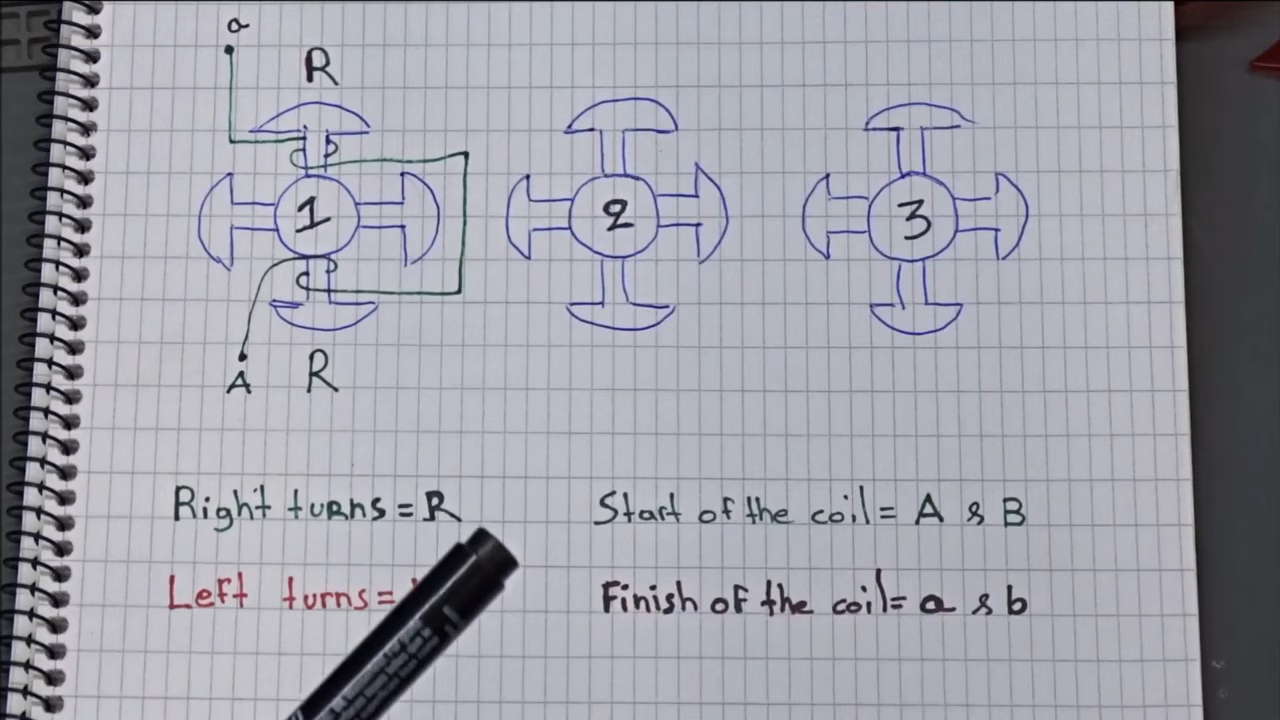 a
R
1 2 3
A R
Right turns = R
Start of the coil = A & B
Left turns =
Finish of the coil = a & b